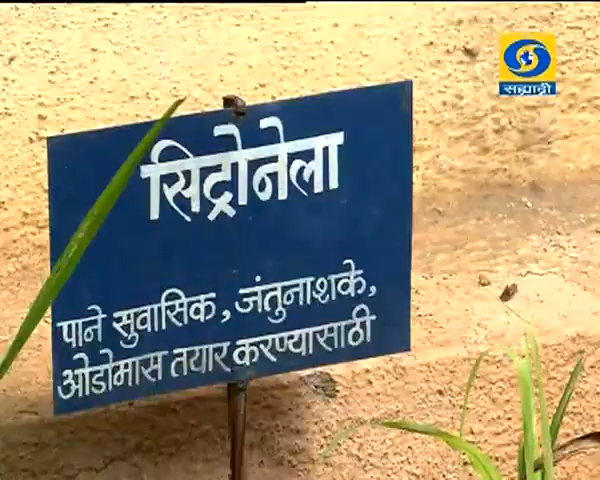 सह्याद्री
सिट्रोनेला
पाने सुवासिक, जंतुनाशके,
ओडोमास तयार करण्यासाठी